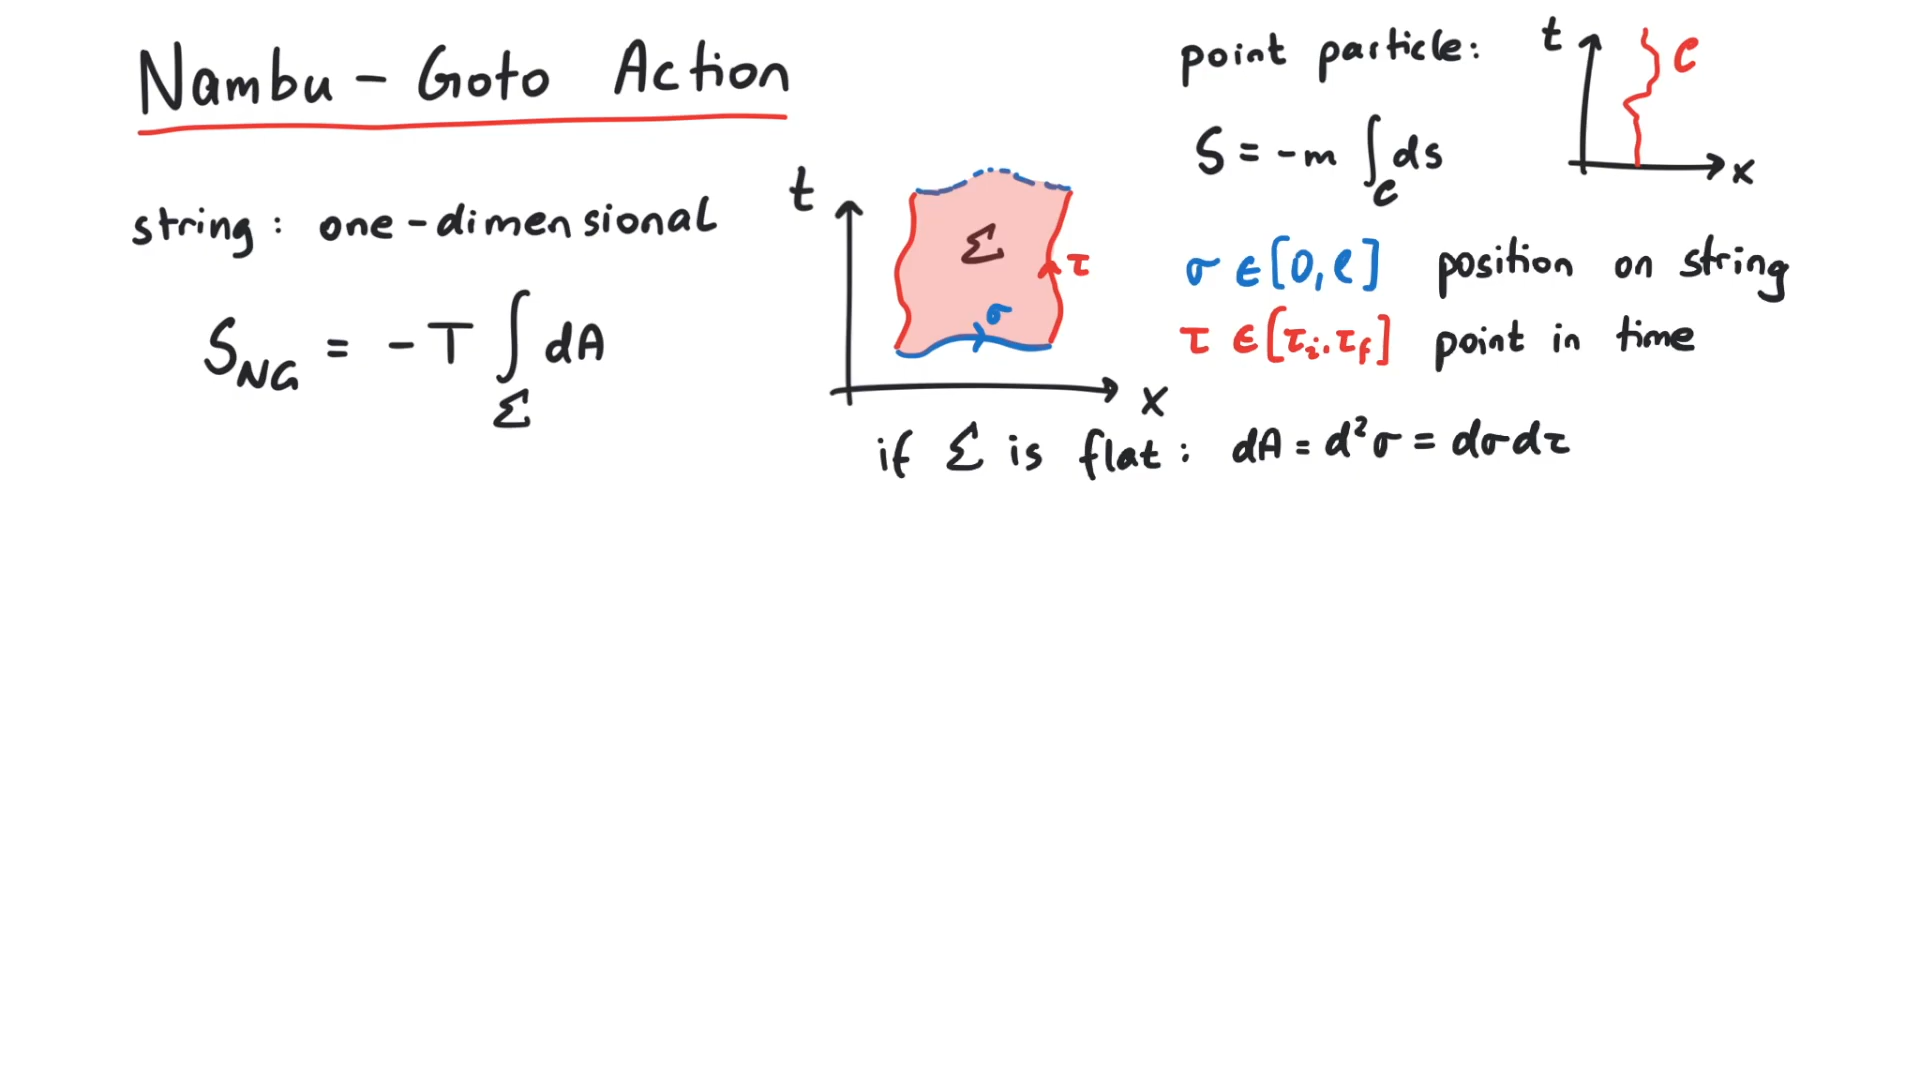 Nambu - Goto Action
string: one-dimensional
S_NG = -T ∫_Σ dA
t
Σ
τ
σ
x
point particle:
t
C
x
S = -m ∫_C ds
σ ∈ [0, ℓ] position on string
τ ∈ [τ_i, τ_f] point in time
if Σ is flat: dA = d²σ = dσdτ